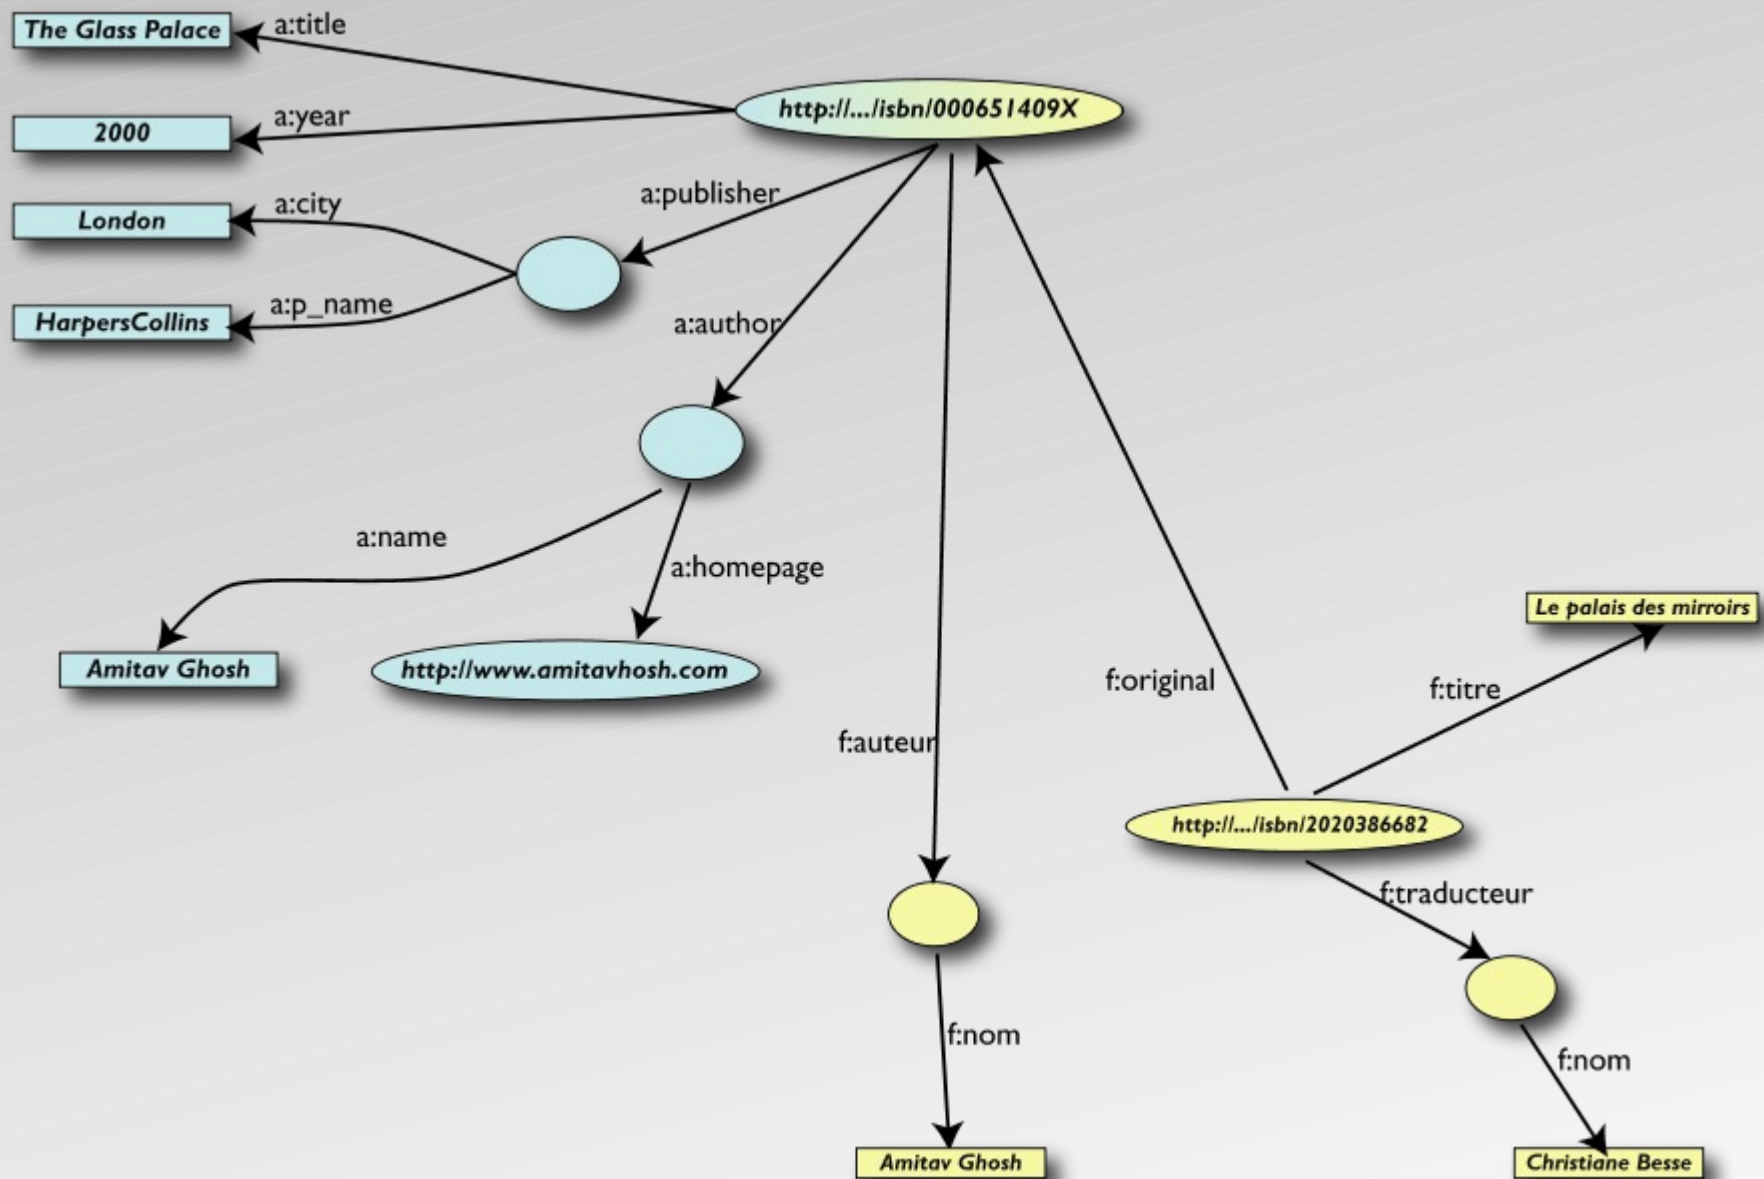 The Glass Palace
a:title
http://.../isbn/000651409X
2000
a:year
London
a:city
a:publisher
HarpersCollins
a:p_name
a:author
a:name
a:homepage
Amitav Ghosh
http://www.amitavhosh.com
Le palais des mirroirs
f:original
f:titre
f:auteur
http://.../isbn/2020386682
f:traducteur
f:nom
f:nom
Amitav Ghosh
Christiane Besse